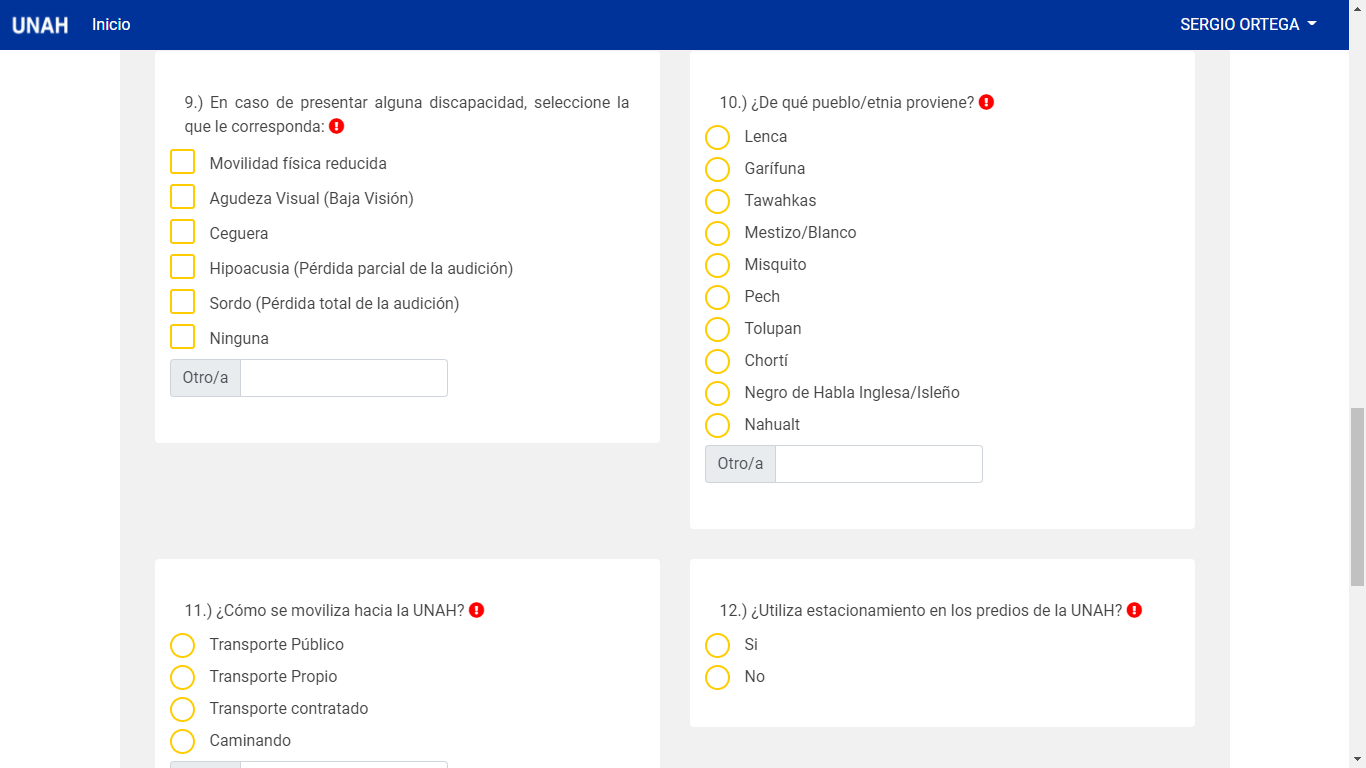 UNAH Inicio SERGIO ORTEGA
9.) En caso de presentar alguna discapacidad, seleccione la
que le corresponda:
Movilidad física reducida
Agudeza Visual (Baja Visión)
Ceguera
Hipoacusia (Pérdida parcial de la audición)
Sordo (Pérdida total de la audición)
Ninguna
Otro/a
10.) ¿De qué pueblo/etnia proviene?
Lenca
Garífuna
Tawahkas
Mestizo/Blanco
Misquito
Pech
Tolupan
Chortí
Negro de Habla Inglesa/Isleño
Nahualt
Otro/a
11.) ¿Cómo se moviliza hacia la UNAH?
Transporte Público
Transporte Propio
Transporte contratado
Caminando
12.) ¿Utiliza estacionamiento en los predios de la UNAH?
Si
No